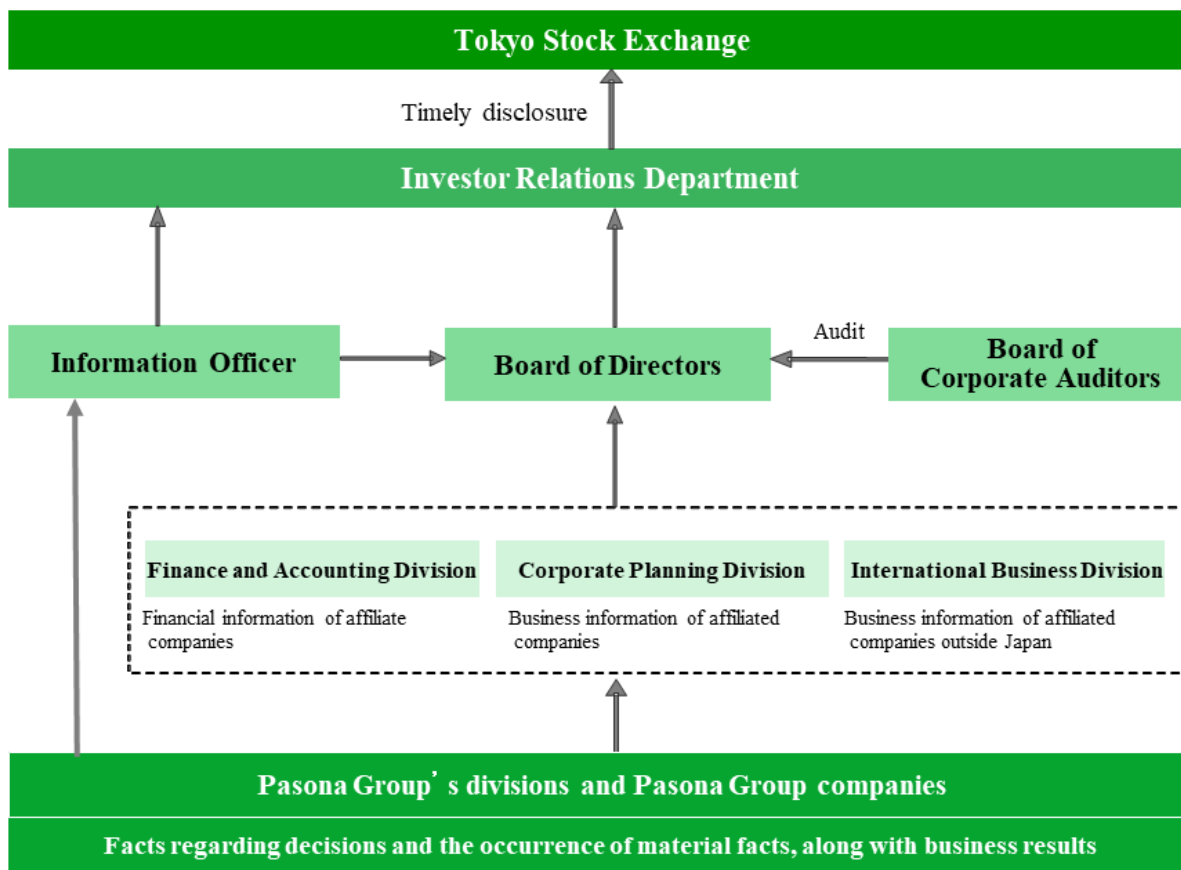 Tokyo Stock Exchange
Timely disclosure
Investor Relations Department
Information Officer
Board of Directors
Audit
Board of
Corporate Auditors
Finance and Accounting Division
Financial information of affiliate
companies
Corporate Planning Division
Business information of affiliated
companies
International Business Division
Business information of affiliated
companies outside Japan
Pasona Group’s divisions and Pasona Group companies
Facts regarding decisions and the occurrence of material facts, along with business results